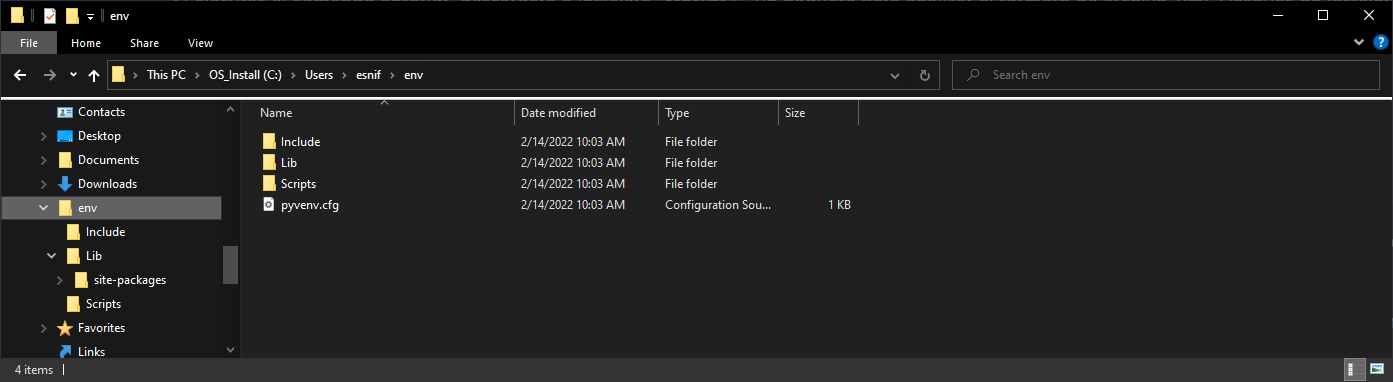 env
File Home Share View
This PC OS_Install (C:) Users esnif env
Search env
Contacts
Desktop
Documents
Downloads
env
Include
Lib
site-packages
Scripts
Favorites
Links
Name Date modified Type Size
Include 2/14/2022 10:03 AM File folder
Lib 2/14/2022 10:03 AM File folder
Scripts 2/14/2022 10:03 AM File folder
pyvenv.cfg 2/14/2022 10:03 AM Configuration Sou... 1 KB
4 items